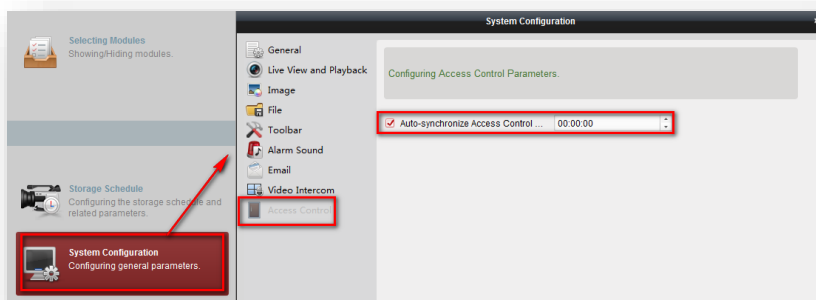 Selecting Modules
Showing/Hiding modules.
Storage Schedule
Configuring the storage schedule and
related parameters.
System Configuration
Configuring general parameters.
System Configuration
General
Live View and Playback
Image
File
Toolbar
Alarm Sound
Email
Video Intercom
Access Control
Configuring Access Control Parameters.
Auto-synchronize Access Control ... 00:00:00